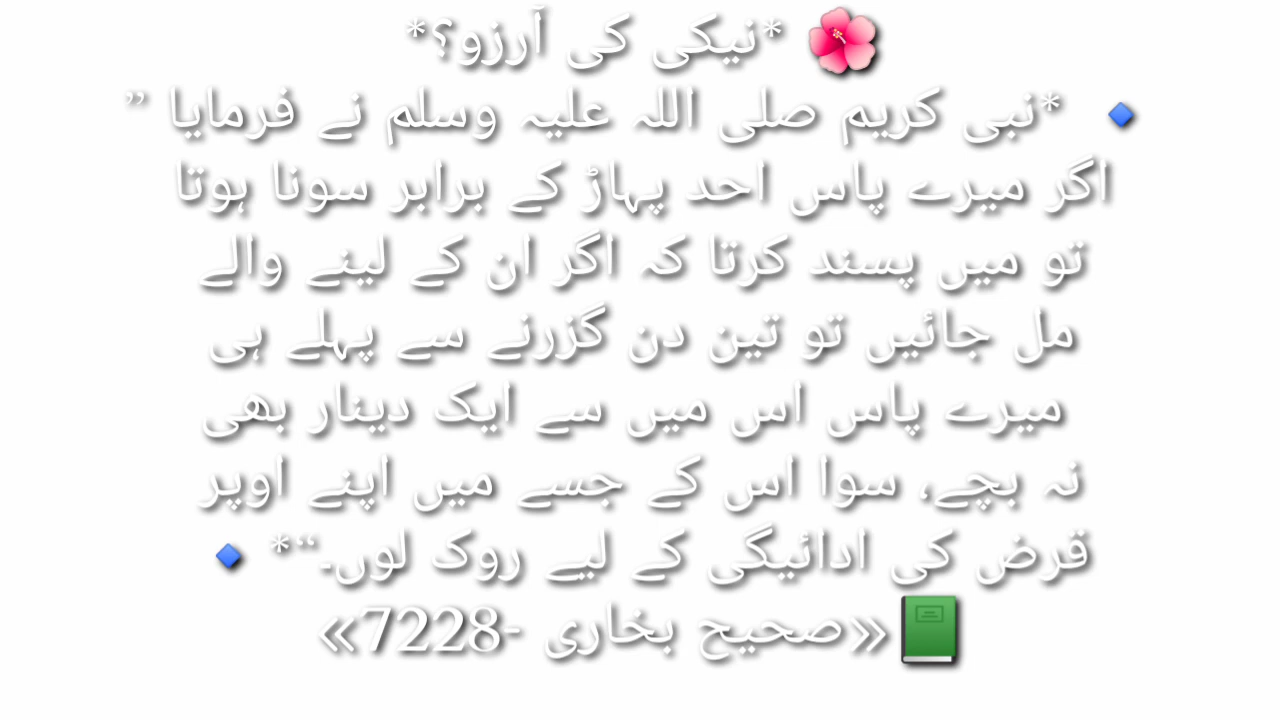 🌺 *نیکی کی آرزو؟*
🔹 *نبی کریم صلی اللہ علیہ وسلم نے فرمایا ”
اگر میرے پاس احد پہاڑ کے برابر سونا ہوتا
تو میں پسند کرتا کہ اگر ان کے لینے والے
مل جائیں تو تین دن گزرنے سے پہلے ہی
میرے پاس اس میں سے ایک دینار بھی
نہ بچے، سوا اس کے جسے میں اپنے اوپر
قرض کی ادائیگی کے لیے روک لوں۔“* 🔹
📗«صحیح بخاری -7228»